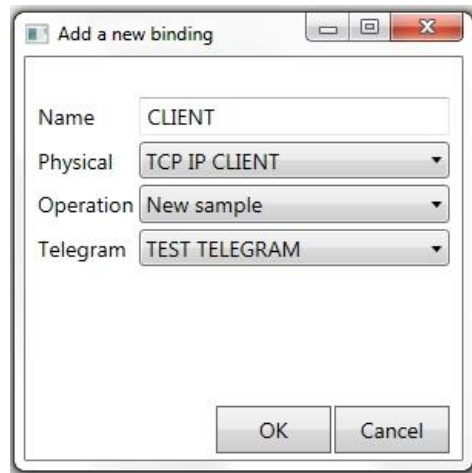 Add a new binding
Name CLIENT
Physical TCP IP CLIENT
Operation New sample
Telegram TEST TELEGRAM
OK Cancel